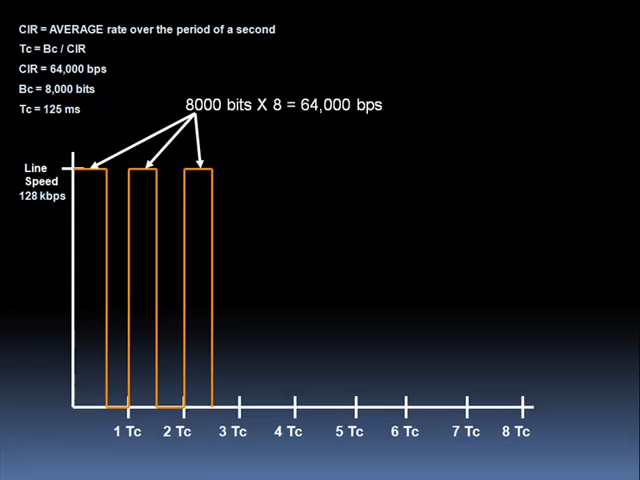 CIR = AVERAGE rate over the period of a second
Tc = Bc / CIR
CIR = 64,000 bps
Bc = 8,000 bits
Tc = 125 ms
8000 bits X 8 = 64,000 bps
Line
Speed
128 kbps
1 Tc 2 Tc 3 Tc 4 Tc 5 Tc 6 Tc 7 Tc 8 Tc